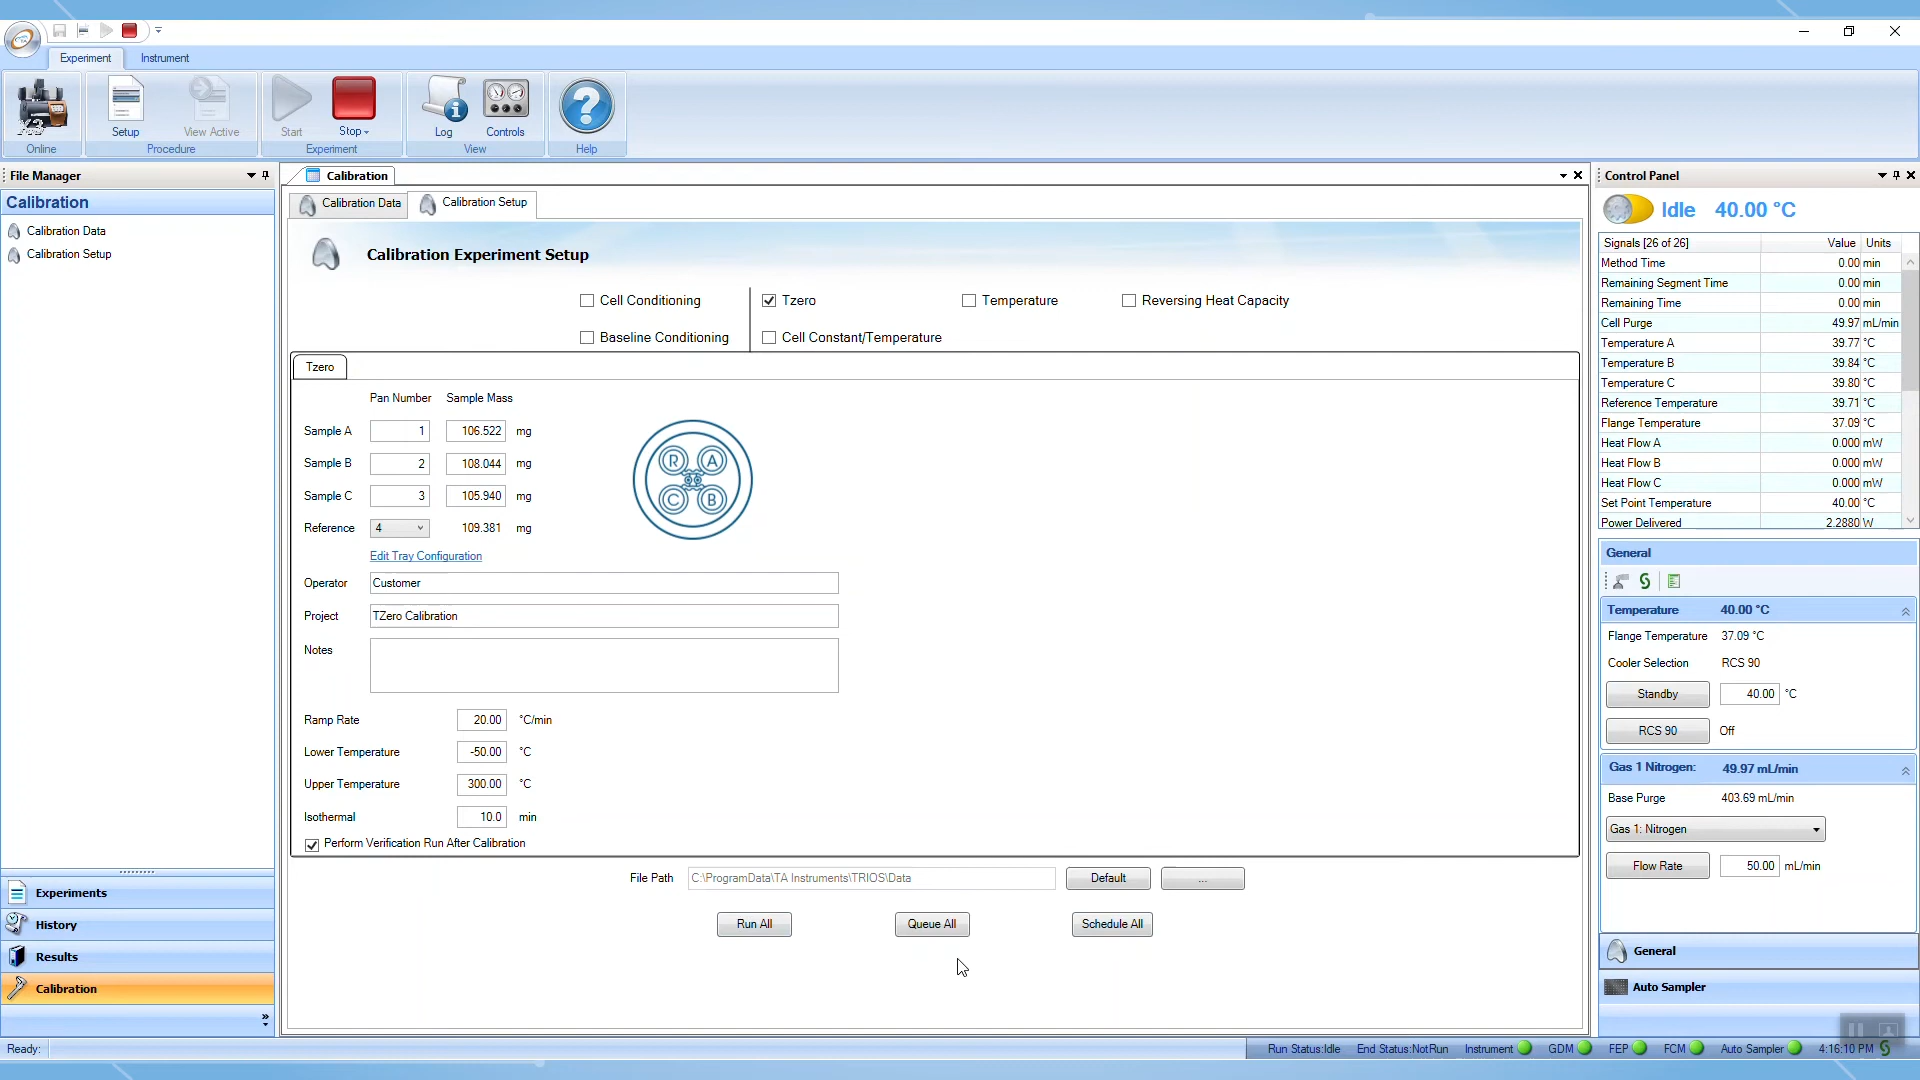 Experiment
Instrument
X3
Online
Setup
View Active
Procedure
Start
Stop
Experiment
Log
Controls
View
Help
File Manager
Calibration
Calibration Data
Calibration Setup
Experiments
History
Results
Calibration
Calibration
Calibration Data
Calibration Setup
Calibration Experiment Setup
Cell Conditioning
Tzero
Temperature
Reversing Heat Capacity
Baseline Conditioning
Cell Constant/Temperature
Tzero
Pan Number Sample Mass
Sample A 1 106.522 mg
Sample B 2 108.044 mg
Sample C 3 105.940 mg
Reference 4 109.381 mg
R A
C B
Edit Tray Configuration
Operator Customer
Project TZero Calibration
Notes
Ramp Rate 20.00 °C/min
Lower Temperature -50.00 °C
Upper Temperature 300.00 °C
Isothermal 10.0 min
Perform Verification Run After Calibration
File Path C:\ProgramData\TA Instruments\TRIOS\Data Default ...
Run All Queue All Schedule All
Control Panel
Idle 40.00 °C
Signals [26 of 26] Value Units
Method Time 0.00 min
Remaining Segment Time 0.00 min
Remaining Time 0.00 min
Cell Purge 49.97 mL/min
Temperature A 39.77 °C
Temperature B 39.84 °C
Temperature C 39.80 °C
Reference Temperature 39.71 °C
Flange Temperature 37.09 °C
Heat Flow A 0.000 mW
Heat Flow B 0.000 mW
Heat Flow C 0.000 mW
Set Point Temperature 40.00 °C
Power Delivered 2.2880 W
General
Temperature 40.00 °C
Flange Temperature 37.09 °C
Cooler Selection RCS 90
Standby 40.00 °C
RCS 90 Off
Gas 1 Nitrogen: 49.97 mL/min
Base Purge 403.69 mL/min
Gas 1: Nitrogen
Flow Rate 50.00 mL/min
General
Auto Sampler
Ready:
Run Status:Idle End Status:NotRun Instrument GDM FEP FCM Auto Sampler 4:16:10 PM